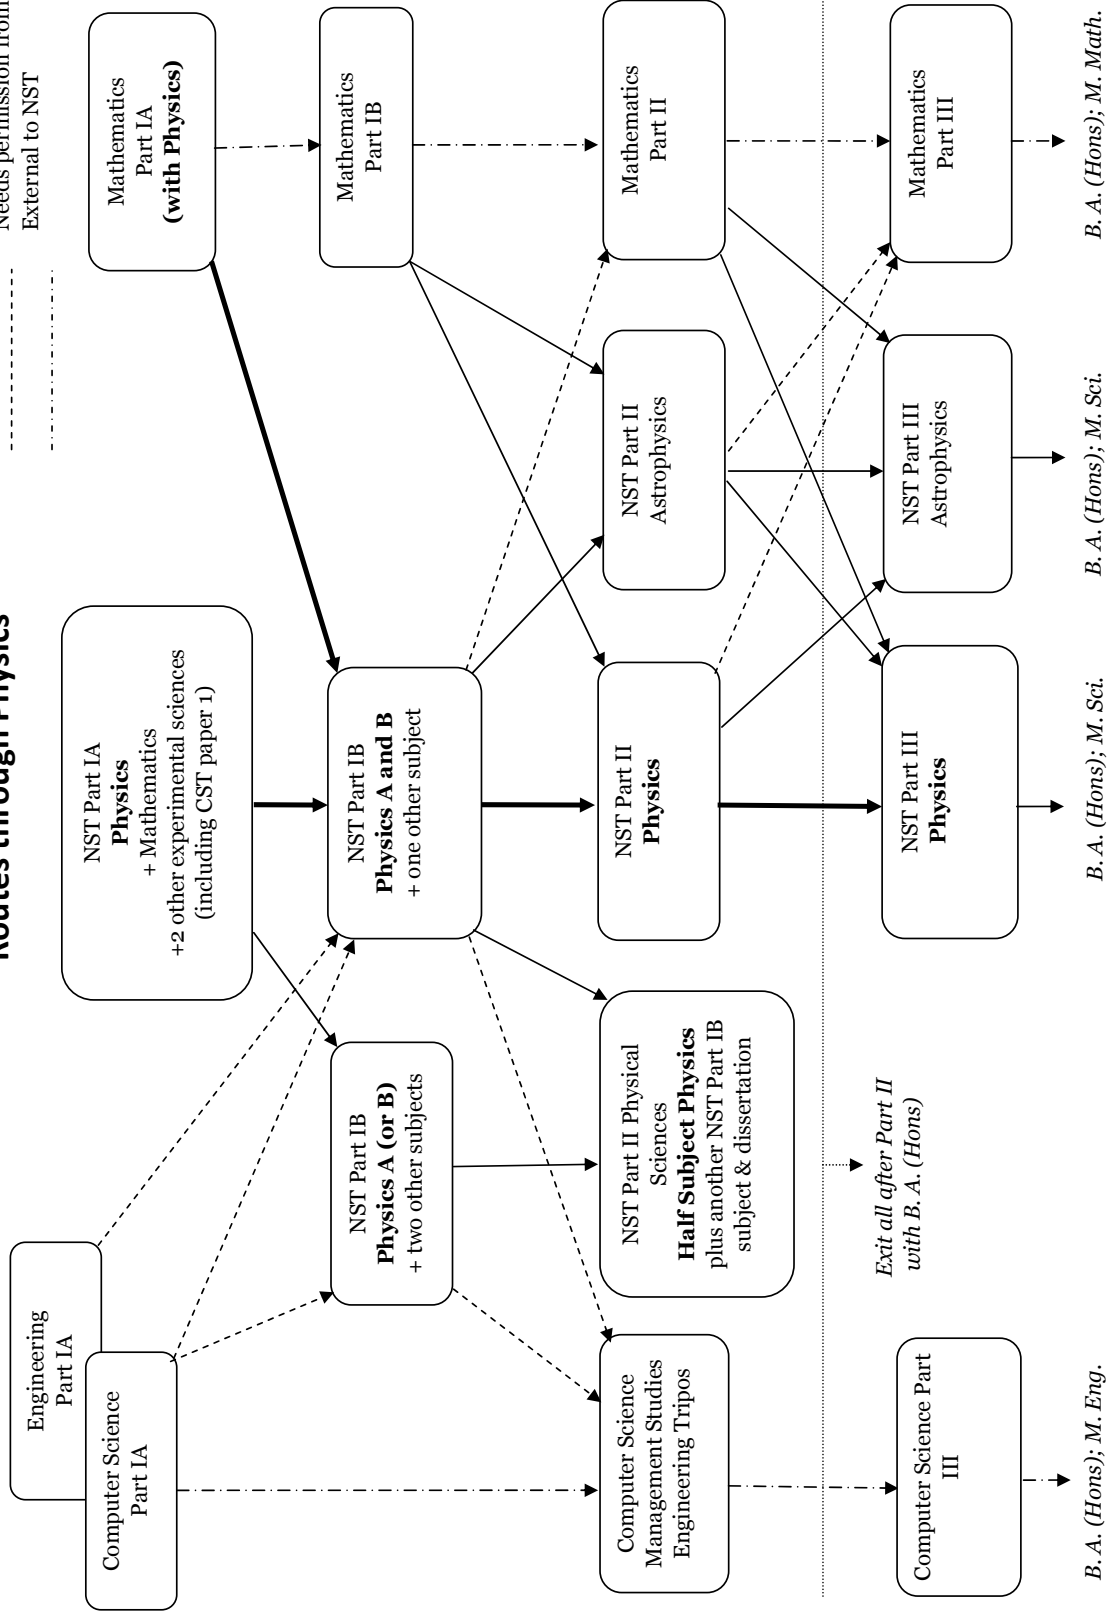 Routes through Physics
Needs permission from
External to NST
Engineering
Part IA
Computer Science
Part IA
NST Part IA
Physics
+ Mathematics
+2 other experimental sciences
(including CST paper 1)
Mathematics
Part IA
(with Physics)
NST Part IB
Physics A (or B)
+ two other subjects
NST Part IB
Physics A and B
+ one other subject
Mathematics
Part IB
Computer Science
Management Studies
Engineering Tripos
NST Part II Physical
Sciences
Half Subject Physics
plus another NST Part IB
subject & dissertation
NST Part II
Physics
NST Part II
Astrophysics
Mathematics
Part II
Exit all after Part II
with B. A. (Hons)
Computer Science Part
III
NST Part III
Physics
NST Part III
Astrophysics
Mathematics
Part III
B. A. (Hons); M. Eng.
B. A. (Hons); M. Sci.
B. A. (Hons); M. Sci.
B. A. (Hons); M. Math.